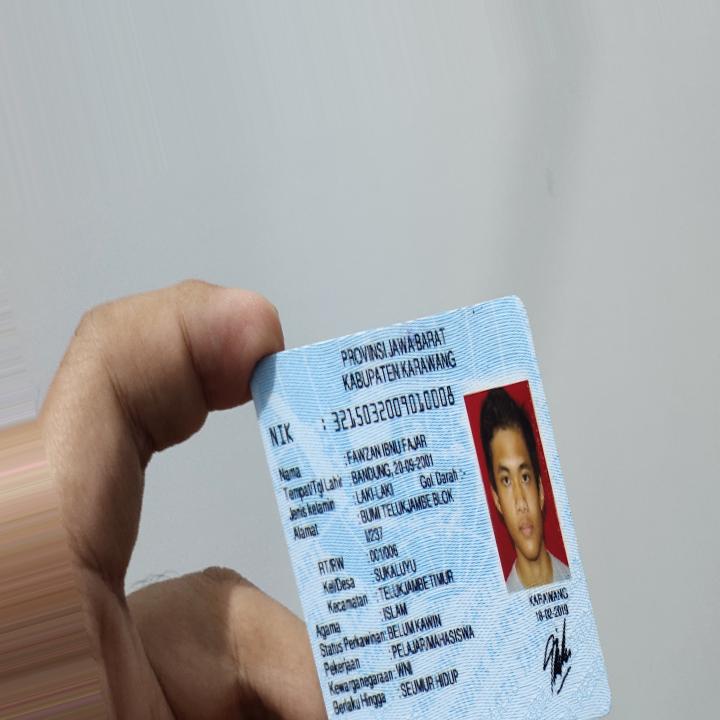 PROVINSI JAWA BARAT
KABUPATEN KARAWANG
NIK : 3215032009010008
Nama : FAWZAN IBNU FAJAR
Tempat/Tgl Lahir : BANDUNG, 20-09-2001
Jenis kelamin : LAKI-LAKI Gol Darah :-
Alamat : BUMI TELUKJAMBE BLOK
RT/RW : 001/006
Kel/Desa : SUKALUYU
Kecamatan : TELUKJAMBE TIMUR
Agama : ISLAM
Status Perkawinan: BELUM KAWIN
Pekerjaan : PELAJAR/MAHASISWA
Kewarganegaraan: WNI
Berlaku Hingga : SEUMUR HIDUP
KARAWANG
18-02-2019